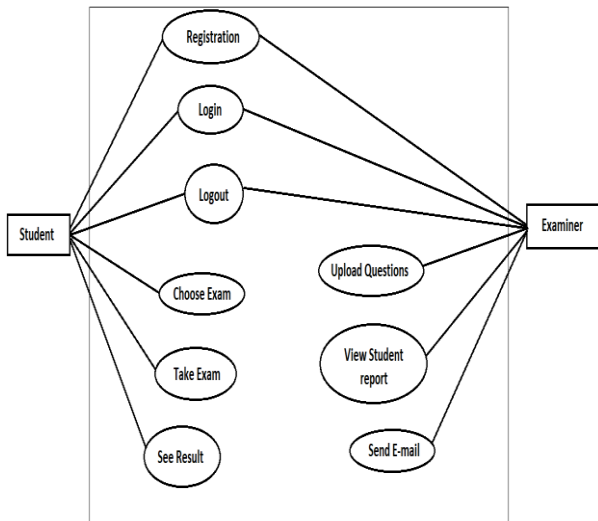 Registration
Login
Logout
Student
Examiner
Choose Exam
Upload Questions
Take Exam
View Student
report
See Result
Send E-mail